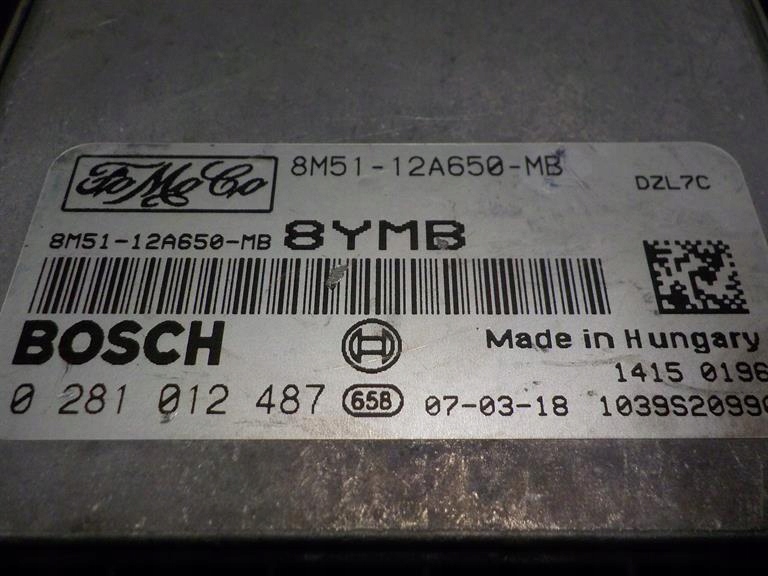 FoMoCo 8M51-12A650-MB
DZL7C
8M51-12A650-MB 8YMB
BOSCH
Made in Hungary
1415 0196
0 281 012 487 658 07-03-18 1039S2099